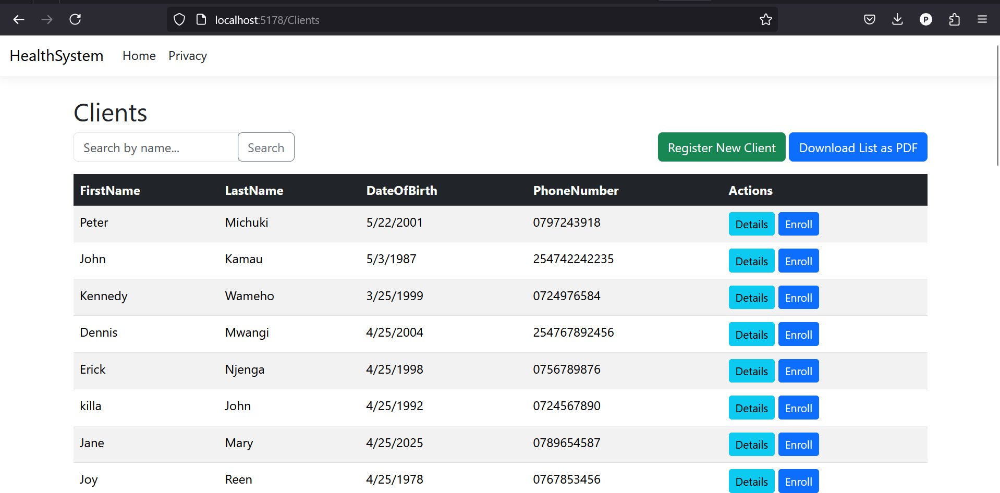 localhost:5178/Clients
P
HealthSystem Home Privacy
Clients
Search by name... Search Register New Client Download List as PDF
FirstName LastName DateOfBirth PhoneNumber Actions
Peter Michuki 5/22/2001 0797243918 Details Enroll
John Kamau 5/3/1987 254742242235 Details Enroll
Kennedy Wameho 3/25/1999 0724976584 Details Enroll
Dennis Mwangi 4/25/2004 254767892456 Details Enroll
Erick Njenga 4/25/1998 0756789876 Details Enroll
killa John 4/25/1992 0724567890 Details Enroll
Jane Mary 4/25/2025 0789654587 Details Enroll
Joy Reen 4/25/1978 0767853456 Details Enroll